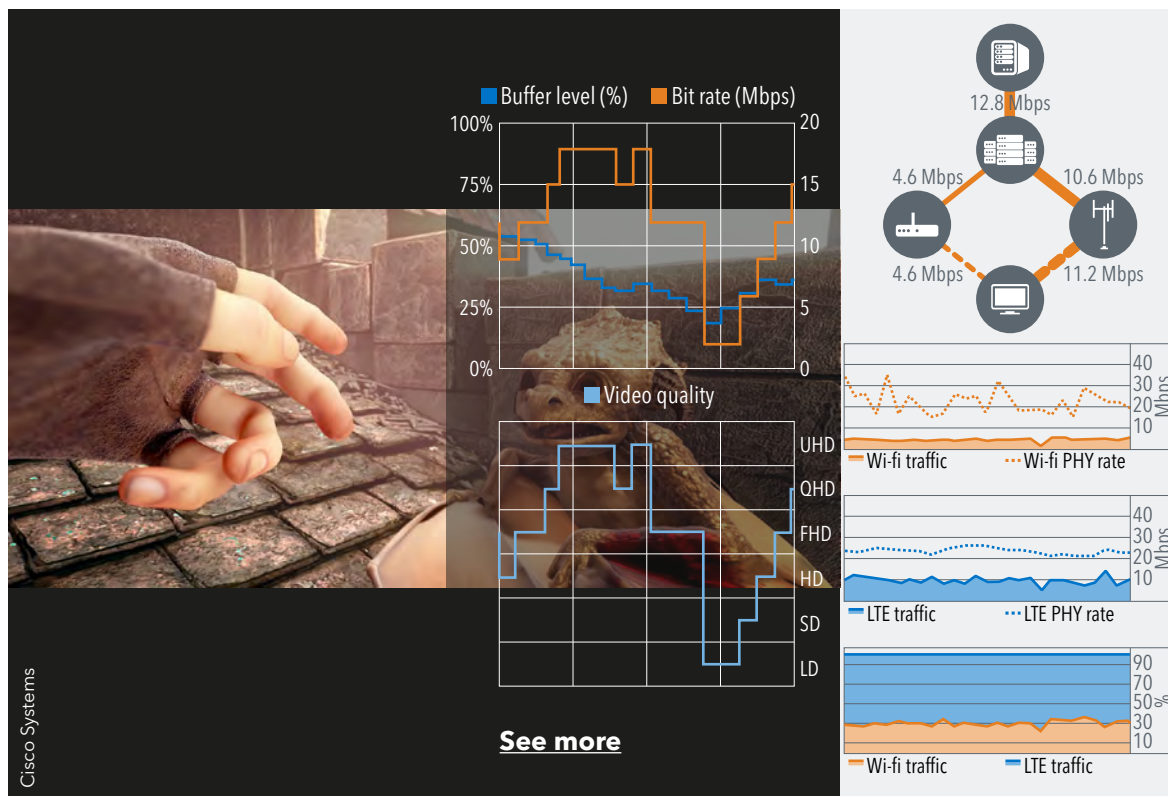 Buffer level (%) Bit rate (Mbps)
100% 20
75% 15
50% 10
25% 5
0% 0
Video quality
UHD
QHD
FHD
HD
SD
LD
See more
Cisco Systems
12.8 Mbps
4.6 Mbps 10.6 Mbps
4.6 Mbps 11.2 Mbps
40
30
20
10
Mbps
Wi-fi traffic Wi-fi PHY rate
40
30
20
10
Mbps
LTE traffic LTE PHY rate
90
70
50
30
10
%
Wi-fi traffic LTE traffic